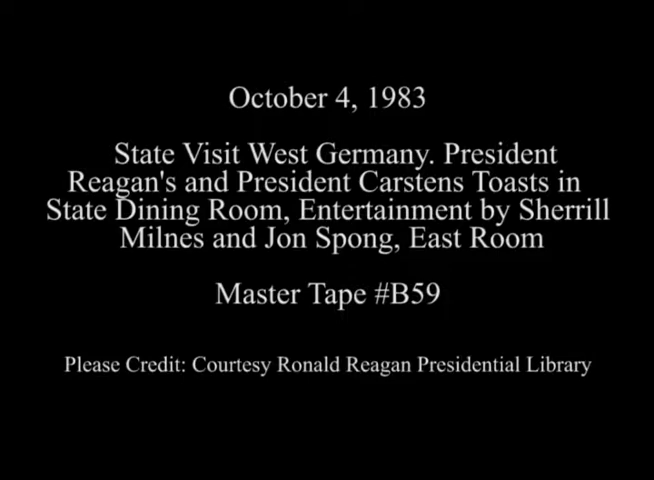 October 4, 1983
State Visit West Germany. President
Reagan's and President Carstens Toasts in
State Dining Room, Entertainment by Sherrill
Milnes and Jon Spong, East Room
Master Tape #B59
Please Credit: Courtesy Ronald Reagan Presidential Library